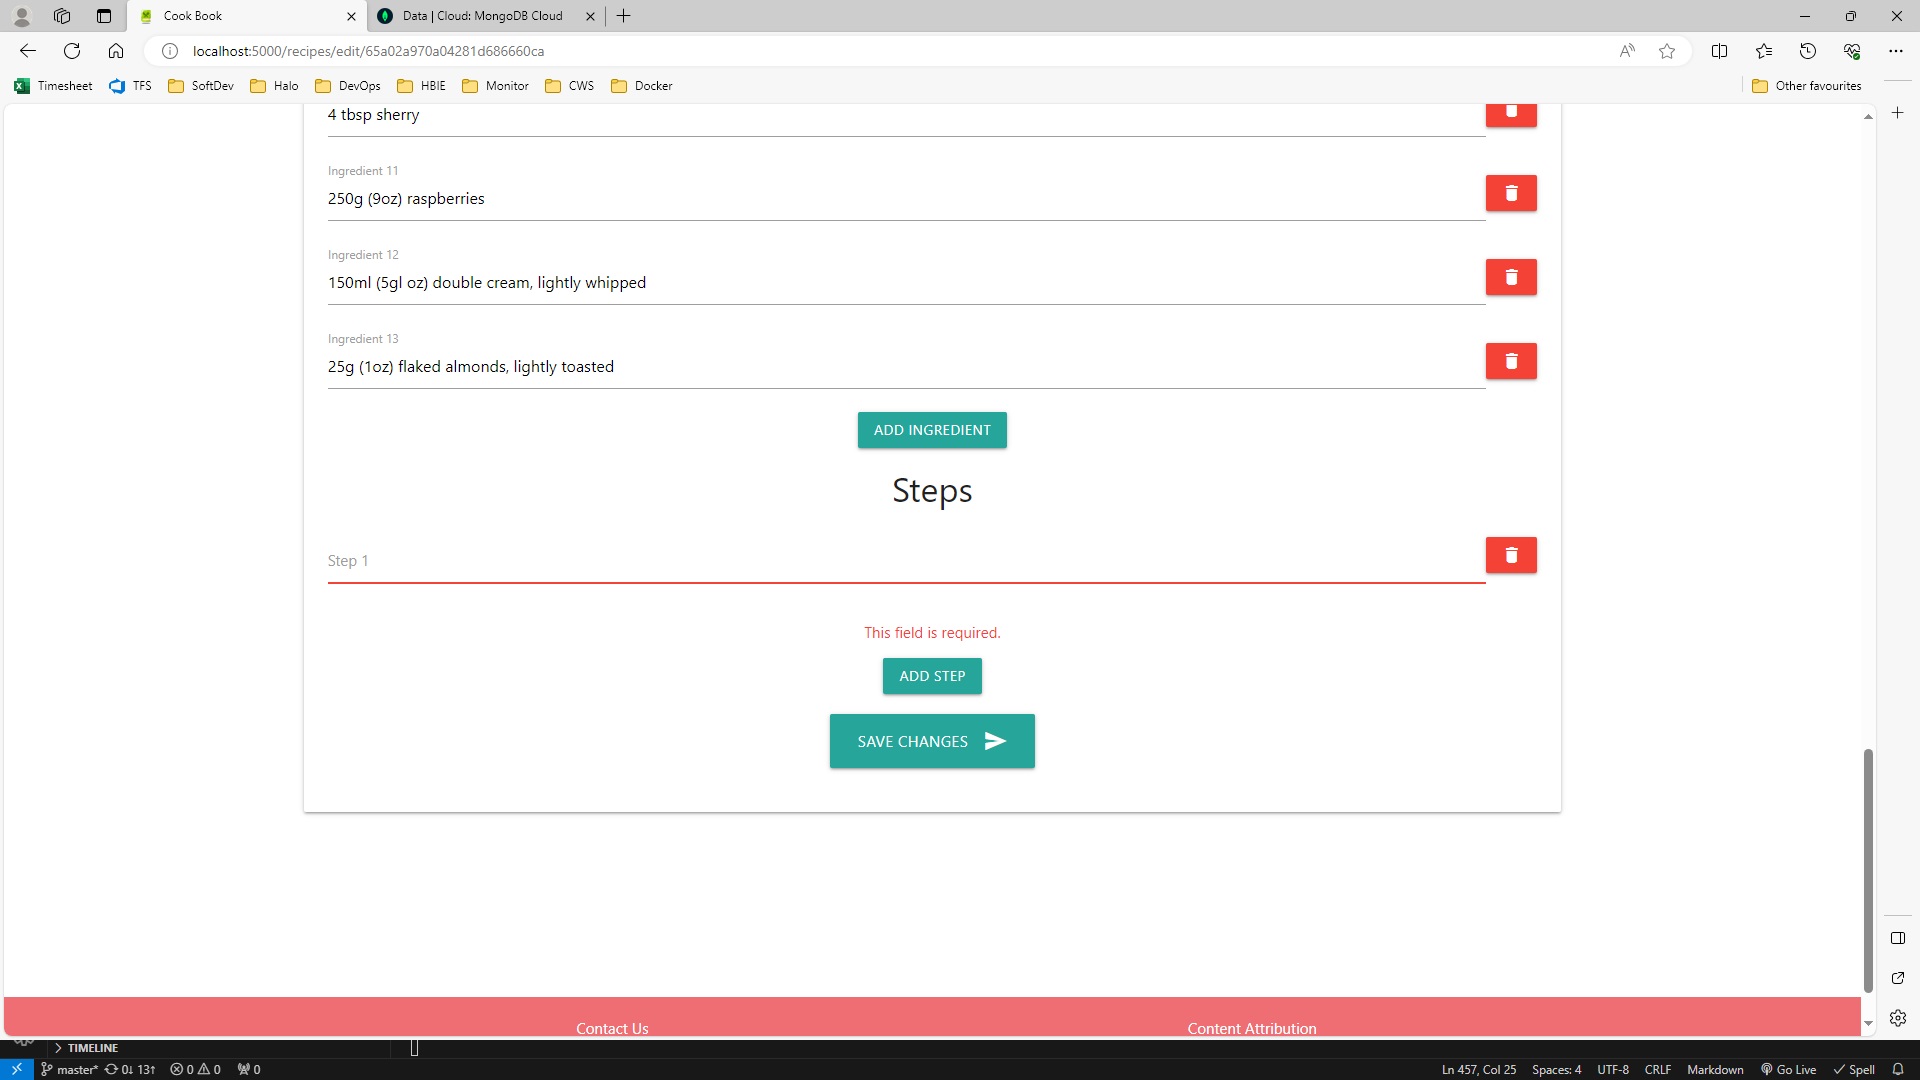 Cook Book
Data | Cloud: MongoDB Cloud
localhost:5000/recipes/edit/65a02a970a04281d686660ca
Timesheet
TFS
SoftDev
Halo
DevOps
HBIE
Monitor
CWS
Docker
Other favourites
4 tbsp sherry
Ingredient 11
250g (9oz) raspberries
Ingredient 12
150ml (5gl oz) double cream, lightly whipped
Ingredient 13
25g (1oz) flaked almonds, lightly toasted
ADD INGREDIENT
Steps
Step 1
This field is required.
ADD STEP
SAVE CHANGES
Contact Us
Content Attribution
TIMELINE
master* 0↓ 13↑ 0 0 0
Ln 457, Col 25 Spaces: 4 UTF-8 CRLF Markdown Go Live Spell